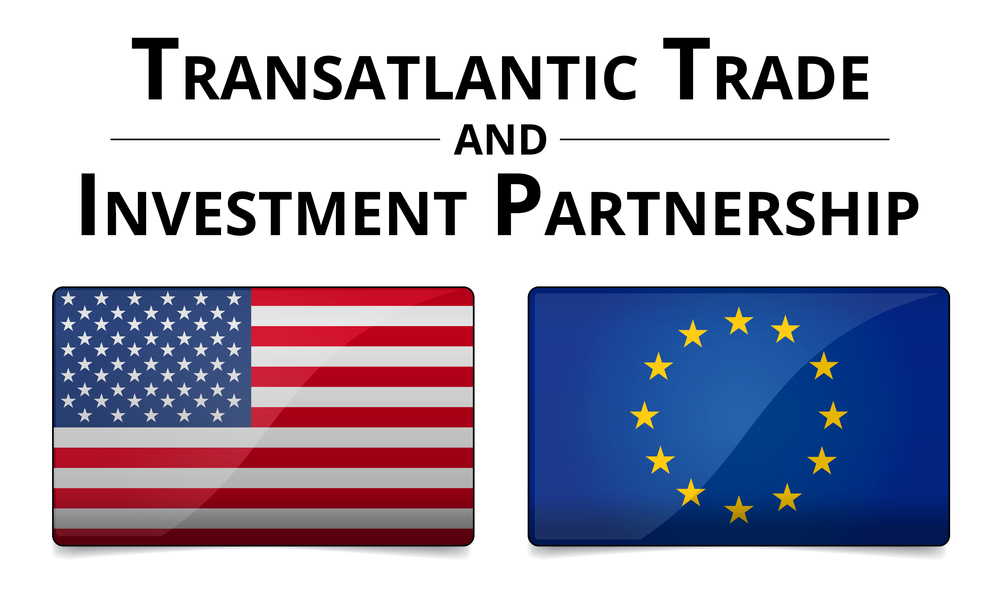 Transatlantic Trade
and
Investment Partnership